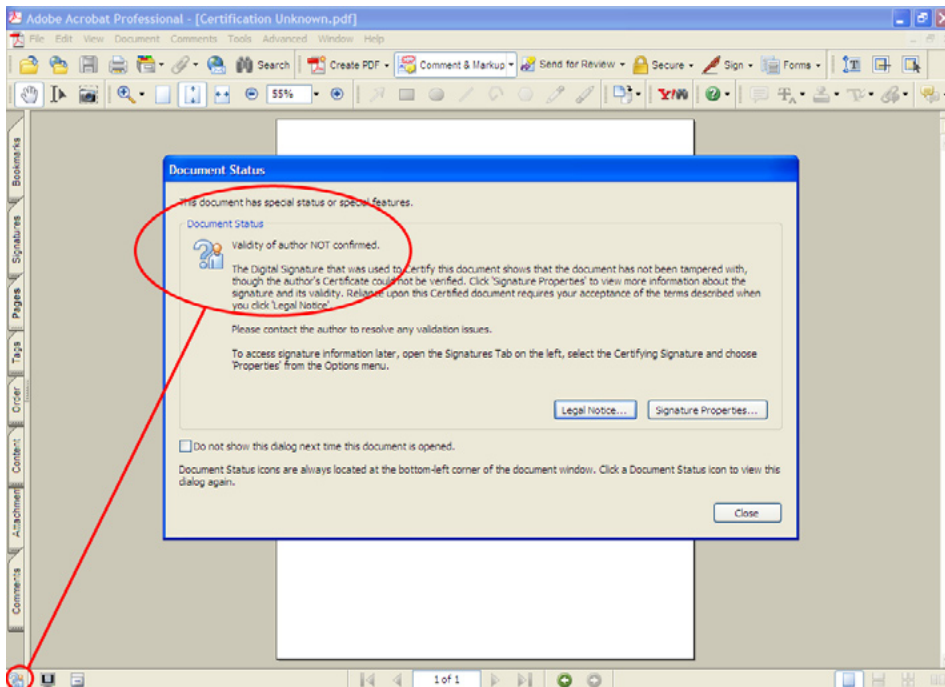 Adobe Acrobat Professional - [Certification Unknown.pdf]
File Edit View Document Comments Tools Advanced Window Help
Search Create PDF Comment & Markup Send for Review Secure Sign Forms
55% Y!
Bookmarks
Signatures
Pages
Tags
Order
Content
Attachmen
Comments
Document Status
This document has special status or special features.
Document Status
Validity of author NOT confirmed.
The Digital Signature that was used to Certify this document shows that the document has not been tampered with,
though the author's Certificate could not be verified. Click 'Signature Properties' to view more information about the
signature and its validity. Reliance upon this Certified document requires your acceptance of the terms described when
you click 'Legal Notice'.
Please contact the author to resolve any validation issues.
To access signature information later, open the Signatures Tab on the left, select the Certifying Signature and choose
'Properties' from the Options menu.
Legal Notice... Signature Properties...
Do not show this dialog next time this document is opened.
Document Status icons are always located at the bottom-left corner of the document window. Click a Document Status icon to view this
dialog again.
Close
1 of 1